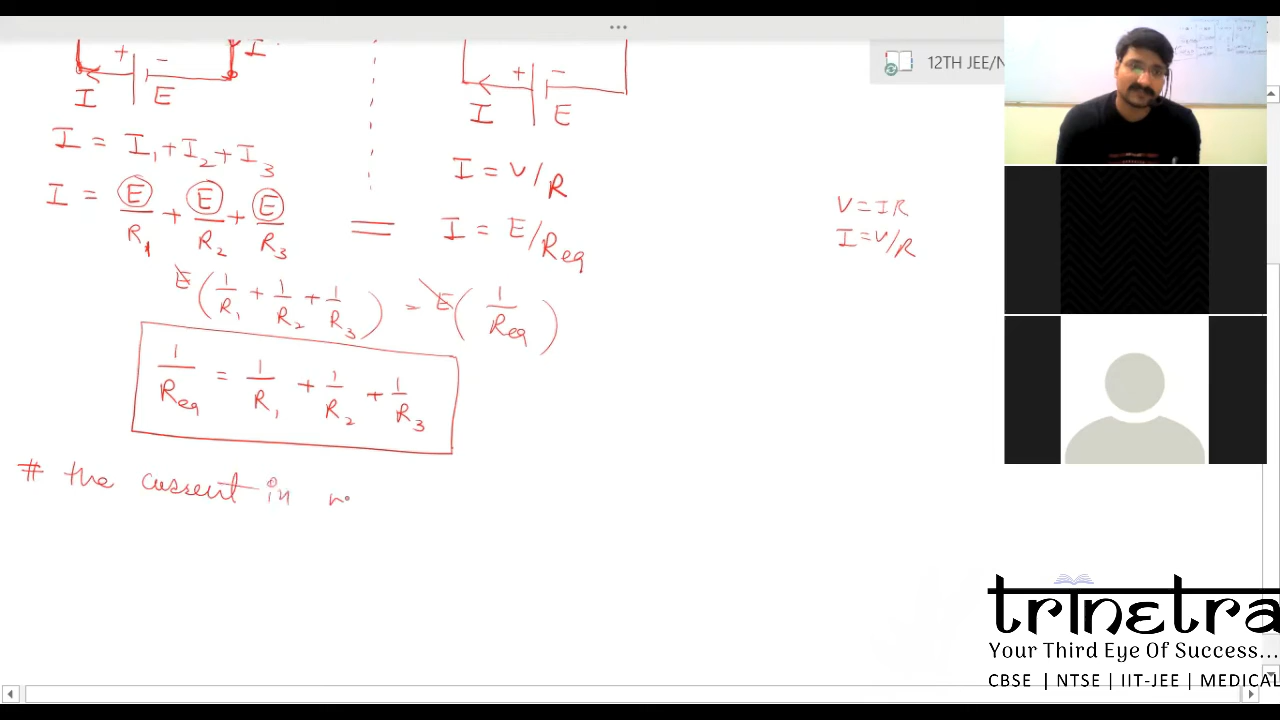 + - I
I E
+ -
I E
12TH JEE/N
I = I₁ + I₂ + I₃
I = V/R
I = E/R₁ + E/R₂ + E/R₃ = I = E/Req
V = IR
I = V/R
E(1/R₁ + 1/R₂ + 1/R₃) = E(1/Req)
1/Req = 1/R₁ + 1/R₂ + 1/R₃
# the current in
trinetra
Your Third Eye Of Success...
CBSE | NTSE | IIT-JEE | MEDICAL